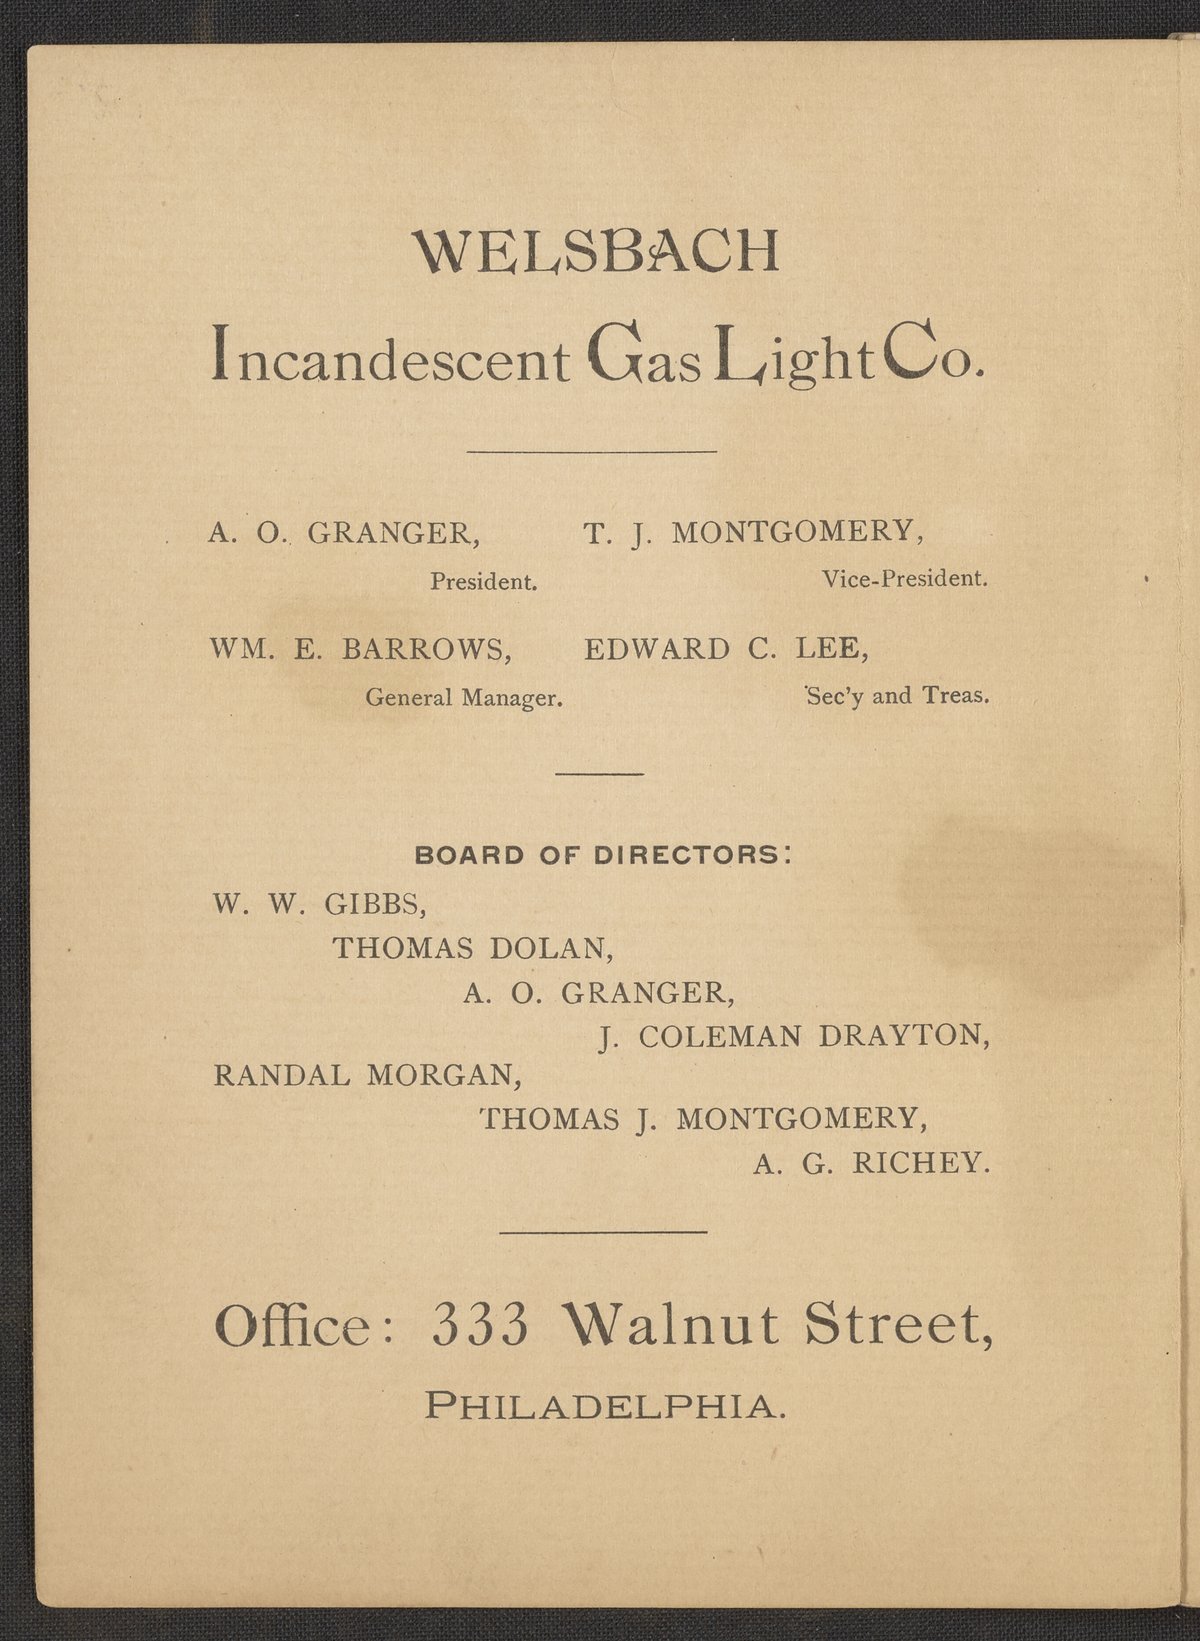 WELSBACH
Incandescent Gas Light Co.
A. O. GRANGER, T. J. MONTGOMERY,
President. Vice-President.
WM. E. BARROWS, EDWARD C. LEE,
General Manager. Sec'y and Treas.
BOARD OF DIRECTORS:
W. W. GIBBS,
THOMAS DOLAN,
A. O. GRANGER,
J. COLEMAN DRAYTON,
RANDAL MORGAN,
THOMAS J. MONTGOMERY,
A. G. RICHEY.
Office: 333 Walnut Street,
PHILADELPHIA.